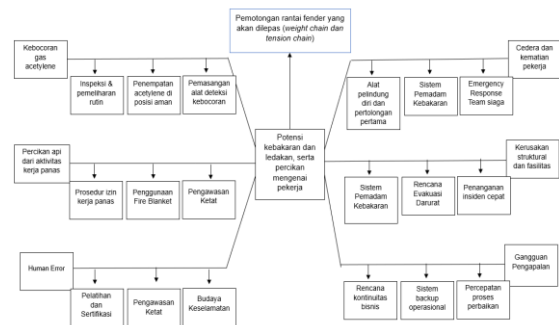 Pemotongan rantai fender yang
akan dilepas (weight chain dan
tension chain)
Kebocoran
gas
acetylene
Inspeksi &
pemeliharan
rutin
Penempatan
acetylene di
posisi aman
Pemasangan
alat deteksi
kebocoran
Cedera dan
kematian
pekerja
Alat
pelindung
diri dan
pertolongan
pertama
Sistem
Pemadam
Kebakaran
Emergency
Response
Team siaga
Potensi
kebakaran dan
ledakan, serta
percikan
mengenai
pekerja
Percikan api
dari aktivitas
kerja panas
Prosedur izin
kerja panas
Penggunaan
Fire Blanket
Pengawasan
Ketat
Kerusakan
struktural
dan fasilitas
Sistem
Pemadam
Kebakaran
Rencana
Evakuasi
Darurat
Penanganan
insiden cepat
Human Error
Pelatihan
dan
Sertifikasi
Pengawasan
Ketat
Budaya
Keselamatan
Gangguan
Pengapalan
Rencana
kontinuitas
bisnis
Sistem
backup
operasional
Percepatan
proses
perbaikan